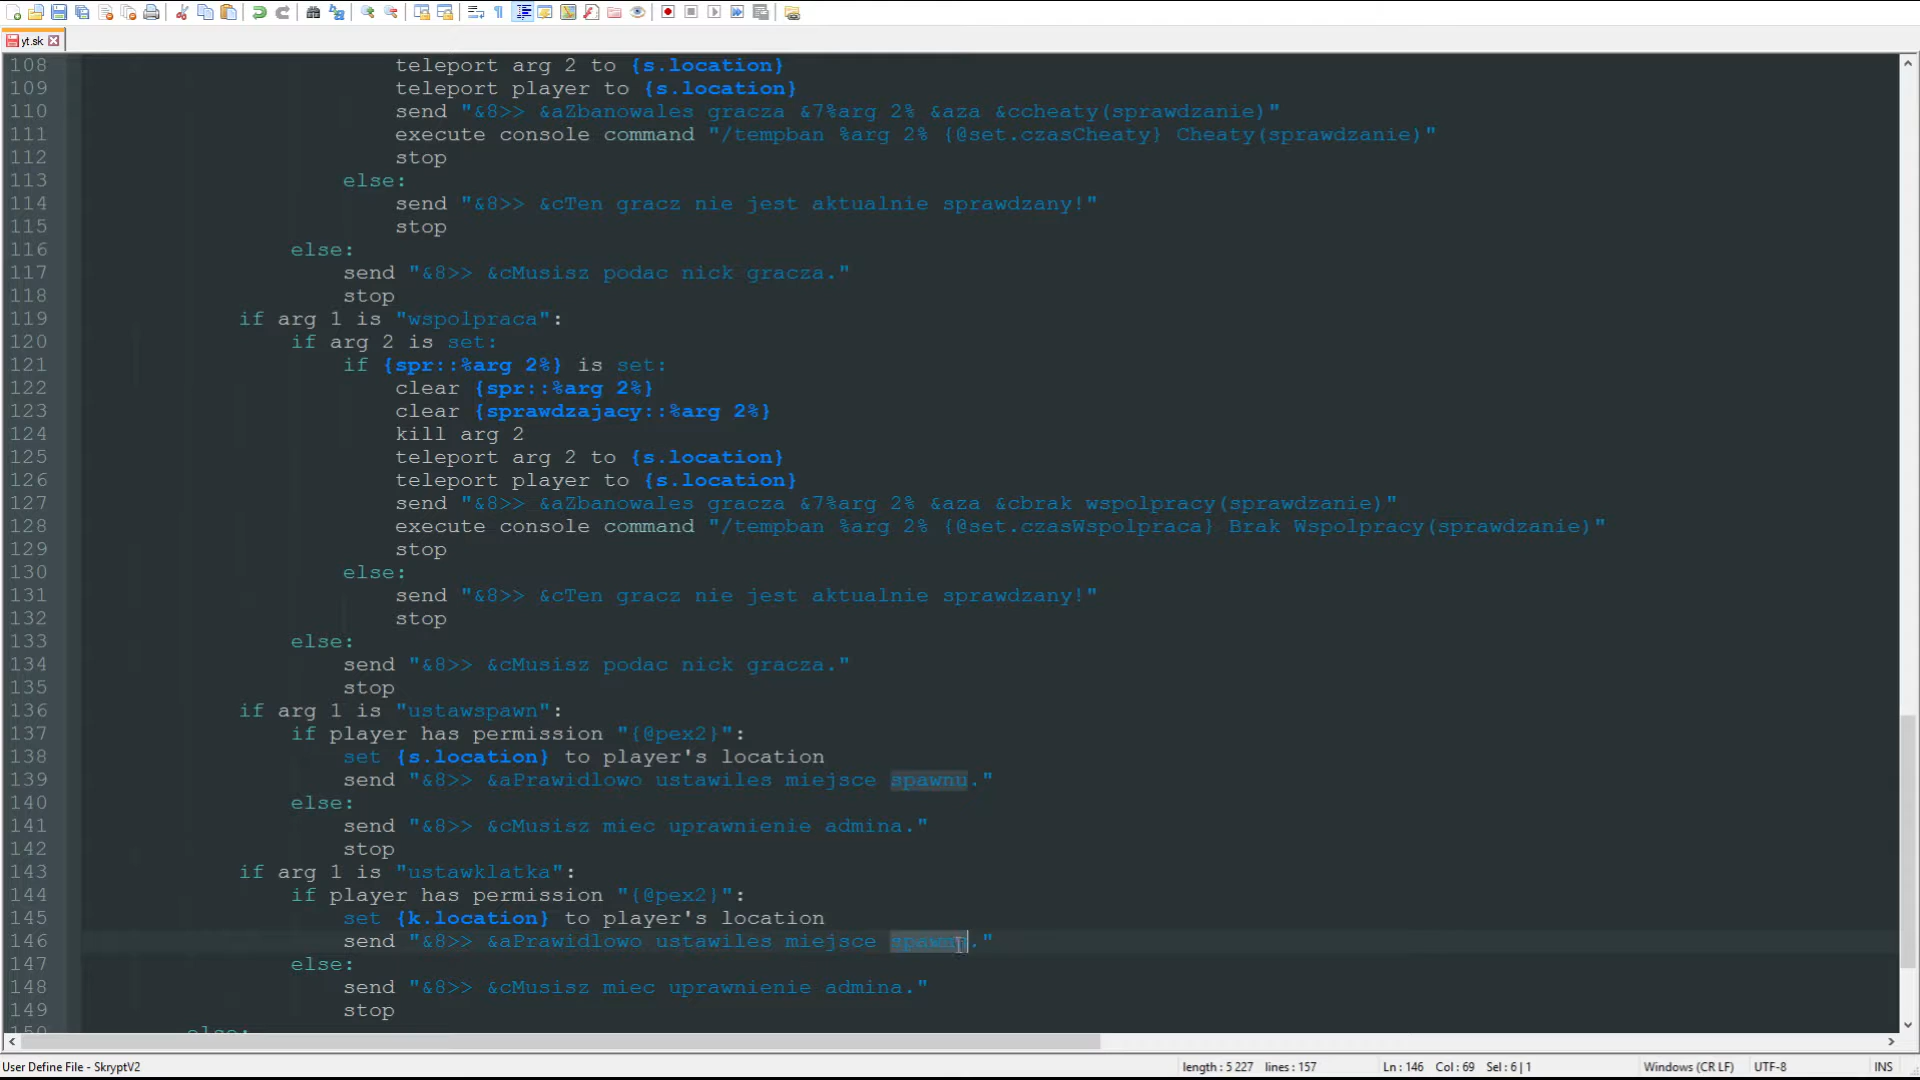 yt.sk
108 teleport arg 2 to {s.location}
109 teleport player to {s.location}
110 send "&8>> &aZbanowales gracza &7%arg 2% &aza &ccheaty(sprawdzanie)"
111 execute console command "/tempban %arg 2% {@set.czasCheaty} Cheaty(sprawdzanie)"
112 stop
113 else:
114 send "&8>> &cTen gracz nie jest aktualnie sprawdzany!"
115 stop
116 else:
117 send "&8>> &cMusisz podac nick gracza."
118 stop
119 if arg 1 is "wspolpraca":
120 if arg 2 is set:
121 if {spr::%arg 2%} is set:
122 clear {spr::%arg 2%}
123 clear {sprawdzajacy::%arg 2%}
124 kill arg 2
125 teleport arg 2 to {s.location}
126 teleport player to {s.location}
127 send "&8>> &aZbanowales gracza &7%arg 2% &aza &cbrak wspolpracy(sprawdzanie)"
128 execute console command "/tempban %arg 2% {@set.czasWspolpraca} Brak Wspolpracy(sprawdzanie)"
129 stop
130 else:
131 send "&8>> &cTen gracz nie jest aktualnie sprawdzany!"
132 stop
133 else:
134 send "&8>> &cMusisz podac nick gracza."
135 stop
136 if arg 1 is "ustawspawn":
137 if player has permission "{@pex2}":
138 set {s.location} to player's location
139 send "&8>> &aPrawidlowo ustawiles miejsce spawnu."
140 else:
141 send "&8>> &cMusisz miec uprawnienie admina."
142 stop
143 if arg 1 is "ustawklatka":
144 if player has permission "{@pex2}":
145 set {k.location} to player's location
146 send "&8>> &aPrawidlowo ustawiles miejsce spawnu."
147 else:
148 send "&8>> &cMusisz miec uprawnienie admina."
149 stop
150 else:
User Define File - SkryptV2 length : 5 227 lines : 157 Ln : 146 Col : 69 Sel : 6 | 1 Windows (CR LF) UTF-8 INS